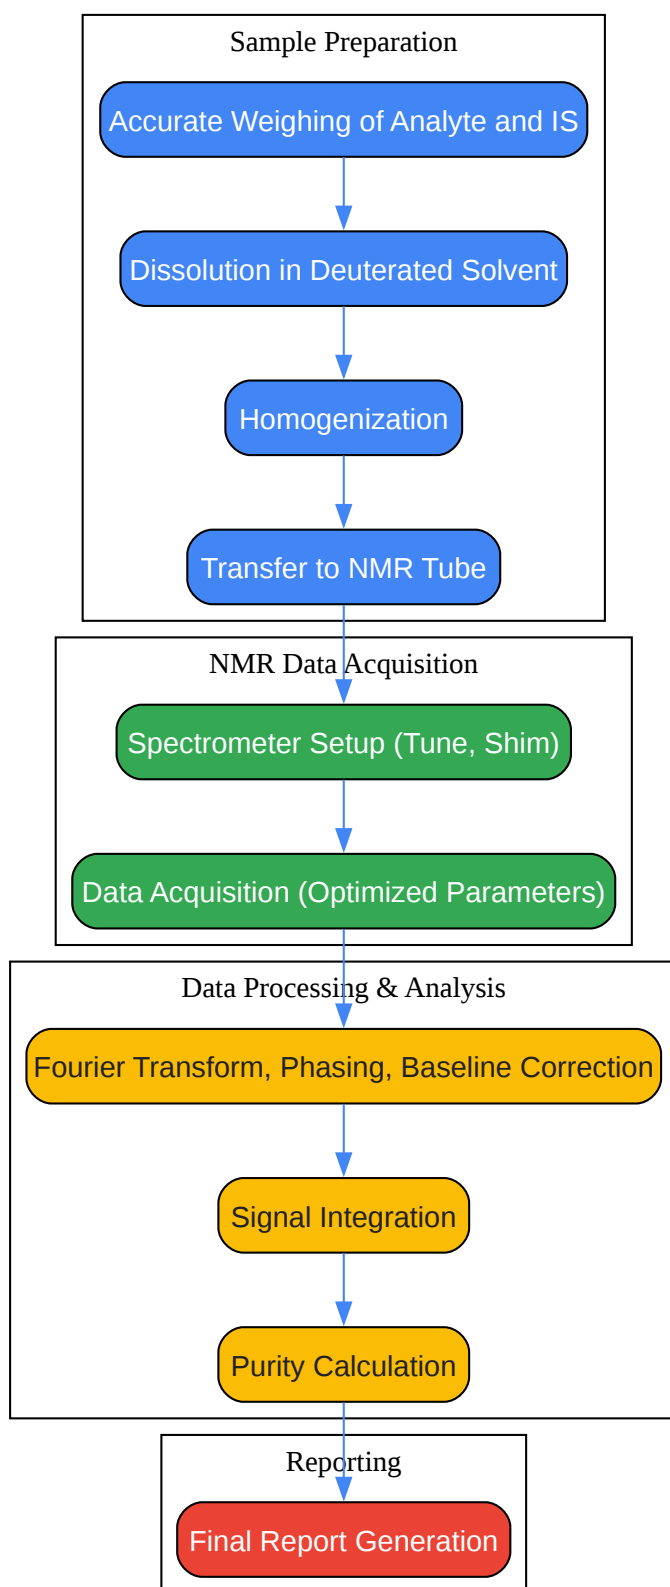 Sample Preparation
Accurate Weighing of Analyte and IS
Dissolution in Deuterated Solvent
Homogenization
Transfer to NMR Tube
NMR Data Acquisition
Spectrometer Setup (Tune, Shim)
Data Acquisition (Optimized Parameters)
Data Processing & Analysis
Fourier Transform, Phasing, Baseline Correction
Signal Integration
Purity Calculation
Reporting
Final Report Generation